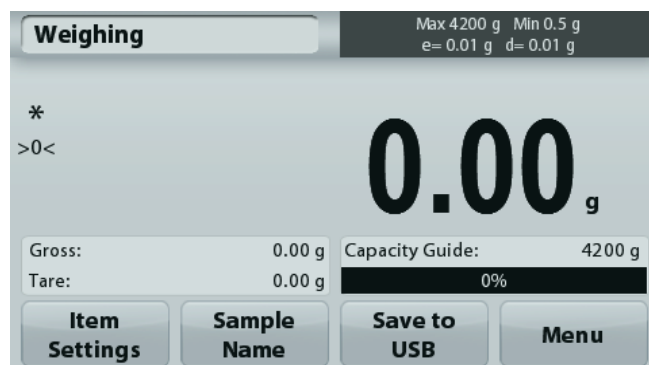 Weighing
Max 4200 g Min 0.5 g
e= 0.01 g d= 0.01 g
*
>0<
0.00 g
Gross: 0.00 g
Tare: 0.00 g
Capacity Guide: 4200 g
0%
Item Settings
Sample Name
Save to USB
Menu